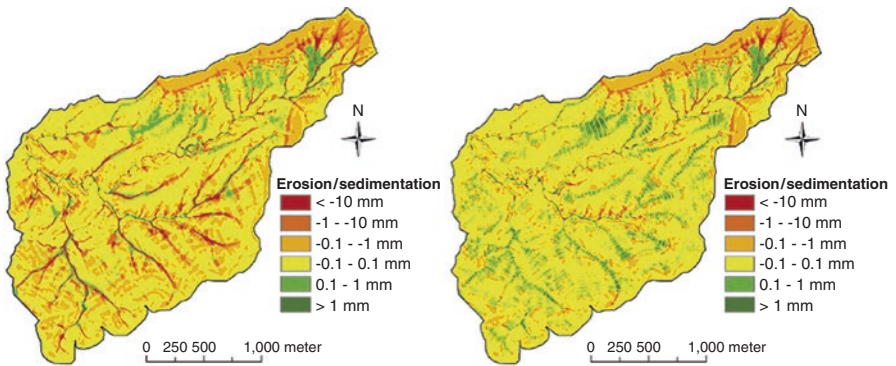 N
Erosion/sedimentation
< -10 mm
-1 - -10 mm
-0.1 - -1 mm
-0.1 - 0.1 mm
0.1 - 1 mm
> 1 mm
0 250 500 1,000 meter
N
Erosion/sedimentation
< -10 mm
-1 - -10 mm
-0.1 - -1 mm
-0.1 - 0.1 mm
0.1 - 1 mm
> 1 mm
0 250 500 1,000 meter